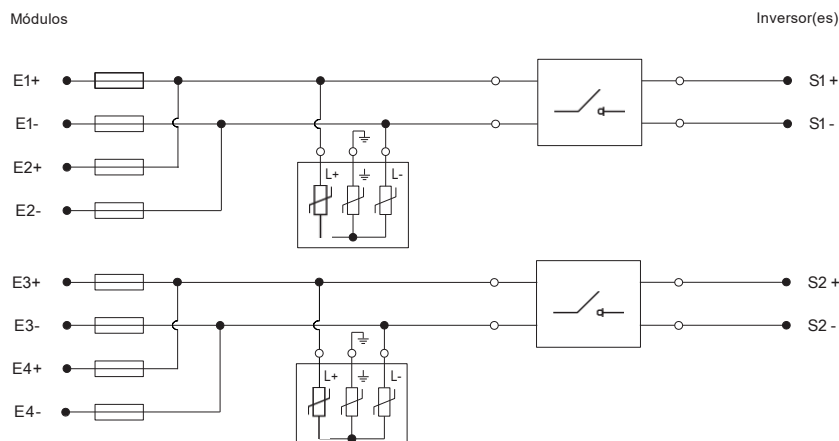 Módulos
Inversor(es)
E1+
S1+
E1-
S1-
E2+
L+
L-
E2-
E3+
S2+
E3-
S2-
E4+
L+
L-
E4-